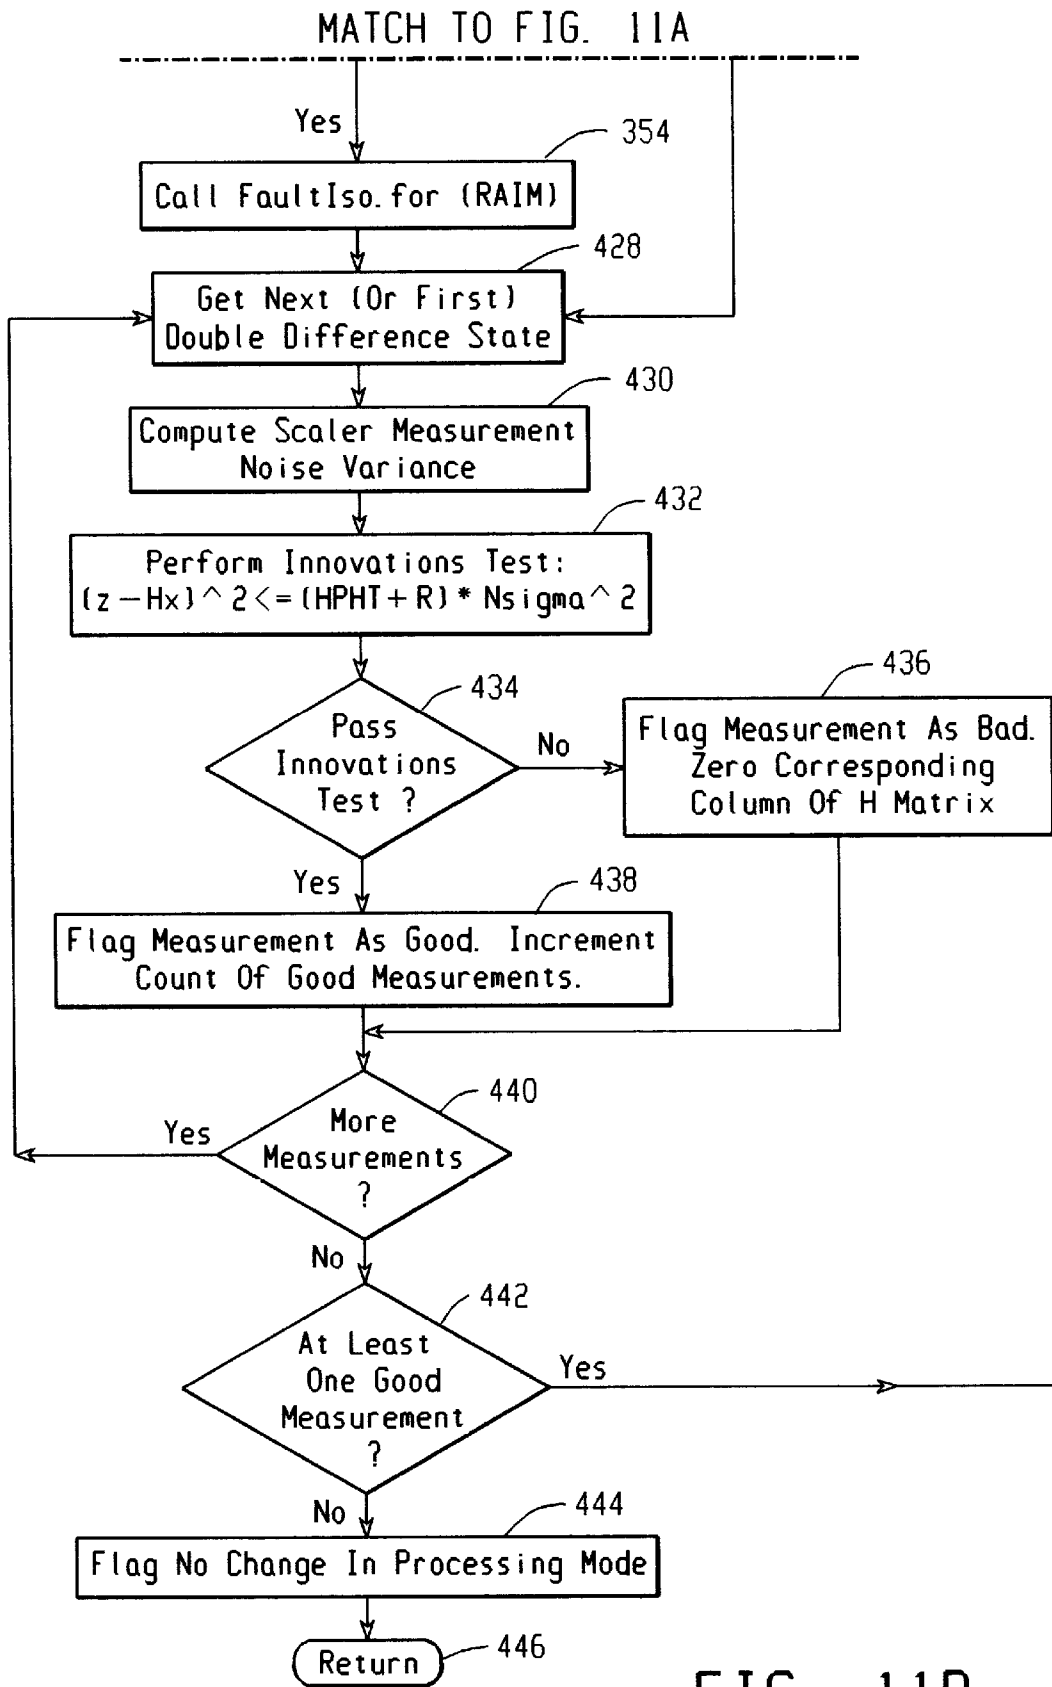 MATCH TO FIG. 11A
Yes
354
Call FaultIso.for (RAIM)
428
Get Next (Or First)
Double Difference State
430
Compute Scaler Measurement
Noise Variance
432
Perform Innovations Test:
(z-Hx)^2<=(HPHT+R)* Nsigma^2
434
Pass
Innovations
Test ?
No
436
Flag Measurement As Bad.
Zero Corresponding
Column Of H Matrix
Yes
438
Flag Measurement As Good. Increment
Count Of Good Measurements.
440
More
Measurements
?
Yes
No
442
At Least
One Good
Measurement
?
Yes
No
444
Flag No Change In Processing Mode
446
Return